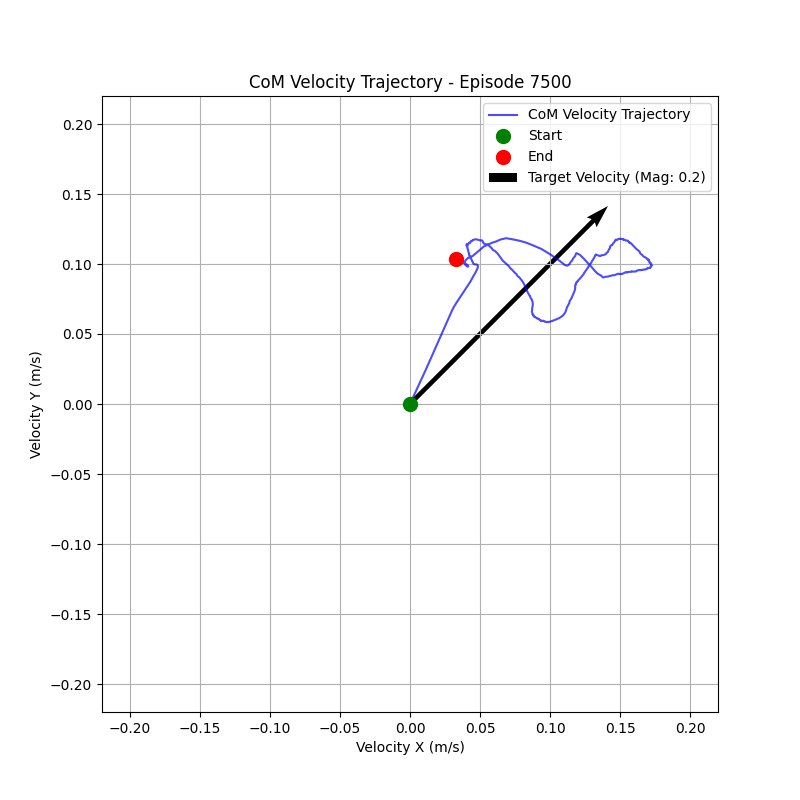 CoM Velocity Trajectory - Episode 7500
CoM Velocity Trajectory
Start
End
Target Velocity (Mag: 0.2)
0.20
0.15
0.10
0.05
0.00
−0.05
−0.10
−0.15
−0.20
Velocity Y (m/s)
−0.20 −0.15 −0.10 −0.05 0.00 0.05 0.10 0.15 0.20
Velocity X (m/s)